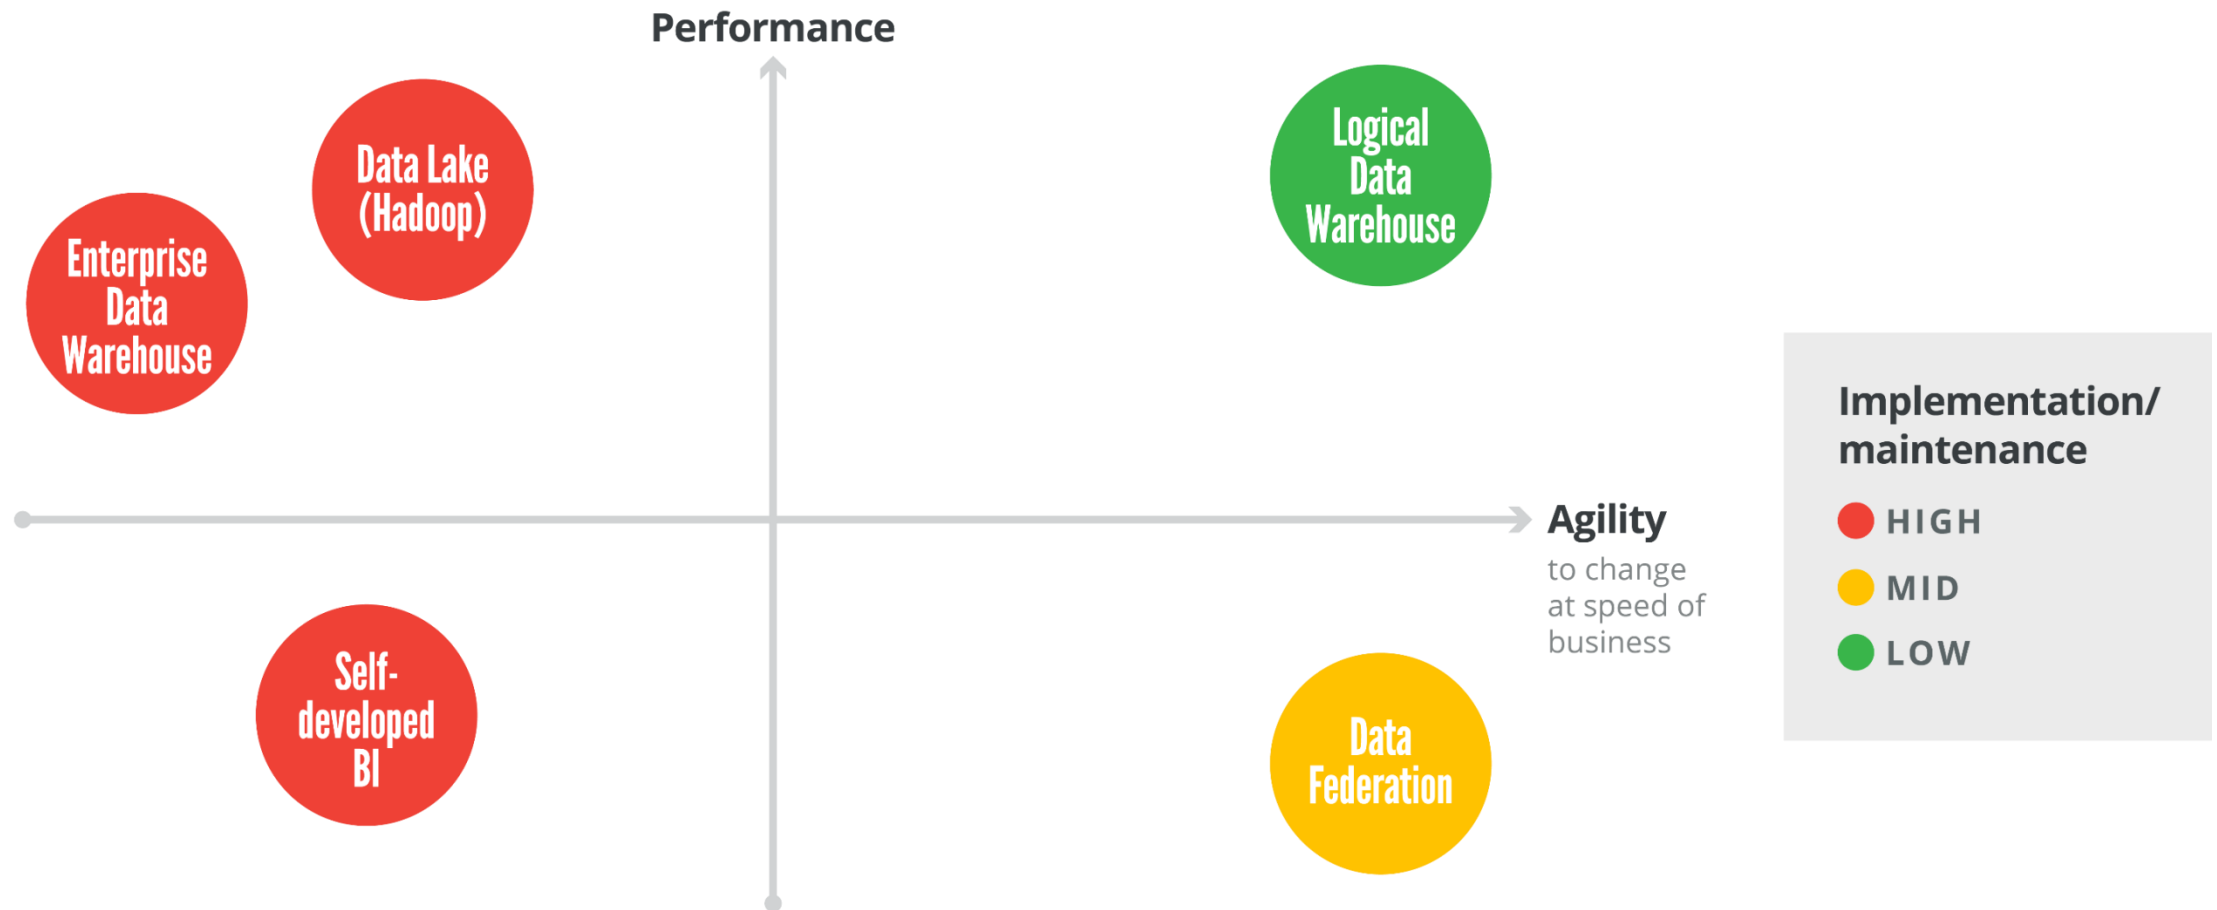 Performance
Data Lake
(Hadoop)
Logical
Data
Warehouse
Enterprise
Data
Warehouse
Agility
to change
at speed of
business
Implementation/
maintenance
HIGH
MID
LOW
Self-
developed
BI
Data
Federation